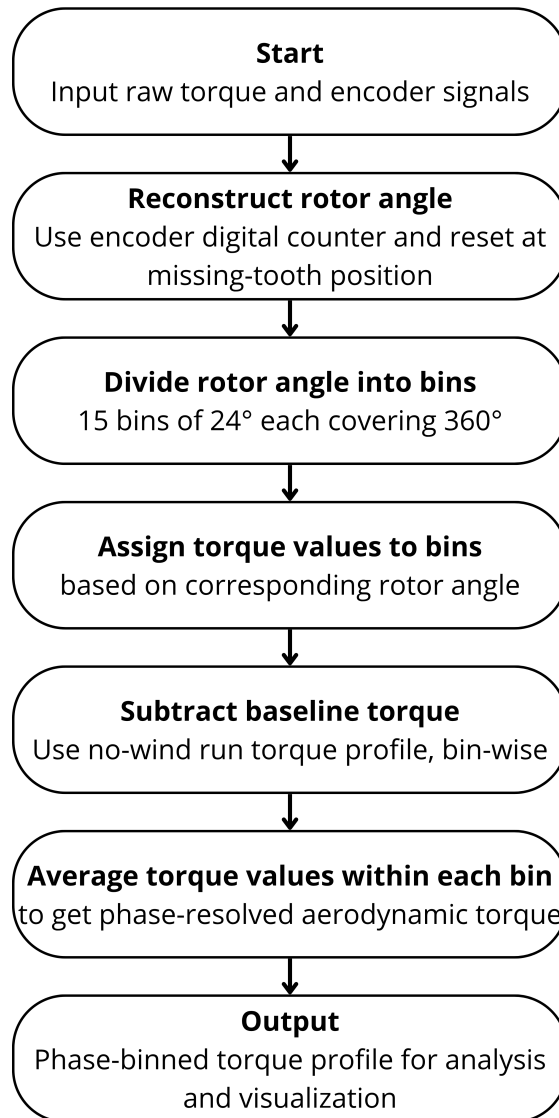 Start
Input raw torque and encoder signals
Reconstruct rotor angle
Use encoder digital counter and reset at
missing-tooth position
Divide rotor angle into bins
15 bins of 24° each covering 360°
Assign torque values to bins
based on corresponding rotor angle
Subtract baseline torque
Use no-wind run torque profile, bin-wise
Average torque values within each bin
to get phase-resolved aerodynamic torque
Output
Phase-binned torque profile for analysis
and visualization